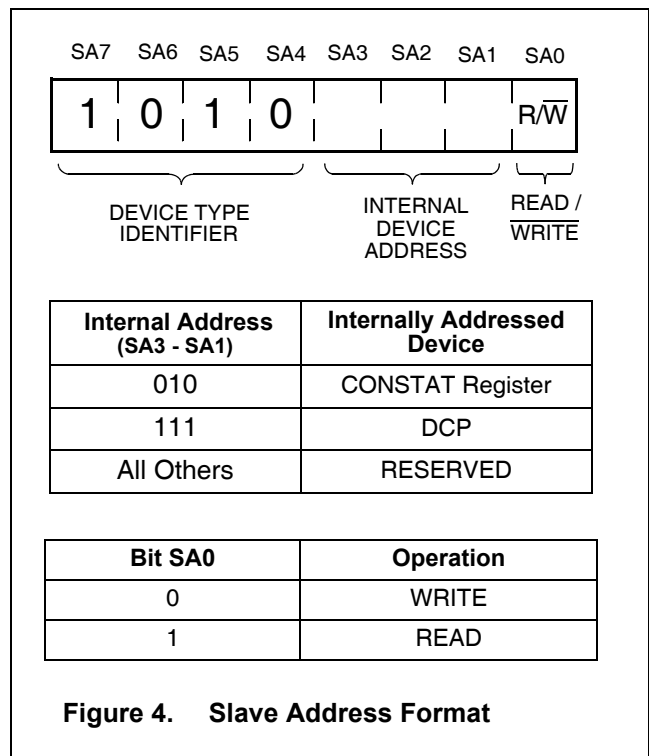 SA7 SA6 SA5 SA4 SA3 SA2 SA1 SA0
1 0 1 0 R/W̅
DEVICE TYPE
IDENTIFIER
INTERNAL
DEVICE
ADDRESS
READ /
W̅R̅I̅T̅E̅
Internal Address
(SA3 - SA1)
Internally Addressed
Device
010 CONSTAT Register
111 DCP
All Others RESERVED
Bit SA0 Operation
0 WRITE
1 READ
Figure 4. Slave Address Format